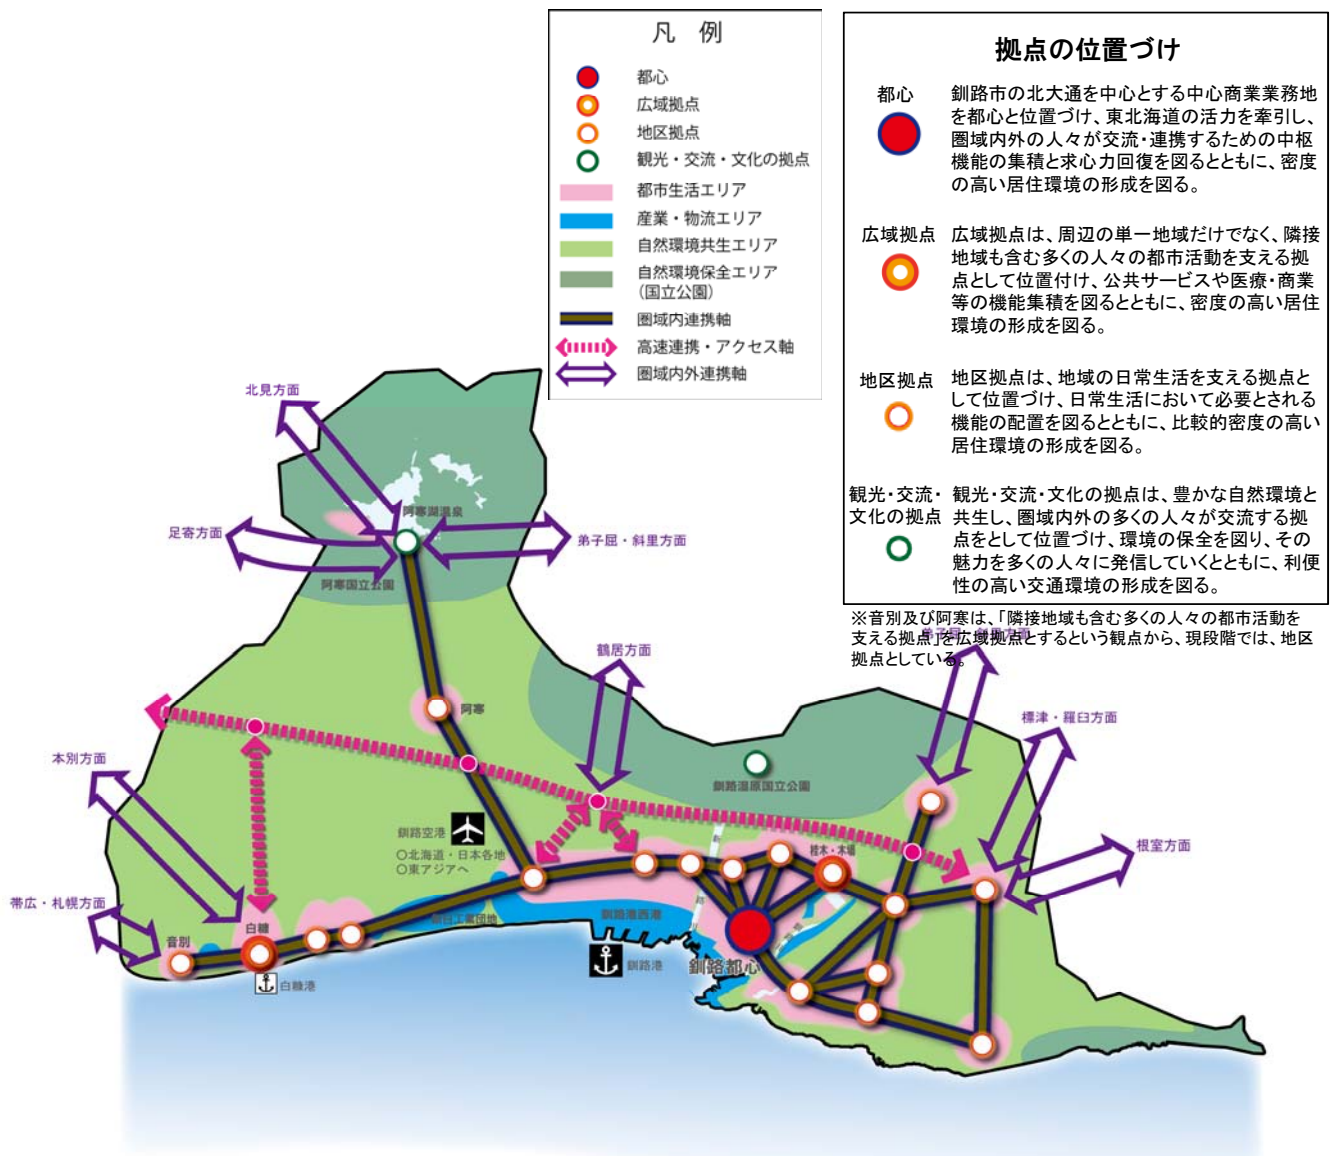 凡 例
都心
広域拠点
地区拠点
観光・交流・文化の拠点
都市生活エリア
産業・物流エリア
自然環境共生エリア
自然環境保全エリア
(国立公園)
圏域内連携軸
高速連携・アクセス軸
圏域内外連携軸
拠点の位置づけ
都心
釧路市の北大通を中心とする中心商業業務地
を都心と位置づけ、東北海道の活力を牽引し、
圏域内外の人々が交流・連携するための中枢
機能の集積と求心力回復を図るとともに、密度
の高い居住環境の形成を図る。
広域拠点
広域拠点は、周辺の単一地域だけでなく、隣接
地域も含む多くの人々の都市活動を支える拠
点として位置付け、公共サービスや医療・商業
等の機能集積を図るとともに、密度の高い居住
環境の形成を図る。
地区拠点
地区拠点は、地域の日常生活を支える拠点と
して位置づけ、日常生活において必要とされる
機能の配置を図るとともに、比較的密度の高い
居住環境の形成を図る。
観光・交流・
文化の拠点
観光・交流・文化の拠点は、豊かな自然環境と
共生し、圏域内外の多くの人々が交流する拠
点をとして位置づけ、環境の保全を図り、その
魅力を多くの人々に発信していくとともに、利便
性の高い交通環境の形成を図る。
※音別及び阿寒は、「隣接地域も含む多くの人々の都市活動を
支える拠点」を広域拠点とするという観点から、現段階では、地区
拠点としている。
北見方面
阿寒湖温泉
足寄方面
弟子屈・斜里方面
阿寒国立公園
弟子屈・斜里方面
鶴居方面
阿寒
標津・羅臼方面
本別方面
釧路湿原国立公園
釧路空港
○北海道・日本各地
○東アジアへ
桂木・木場
根室方面
帯広・札幌方面
白糠
音別
釧路港西港
釧路都心
釧路港
白糠港